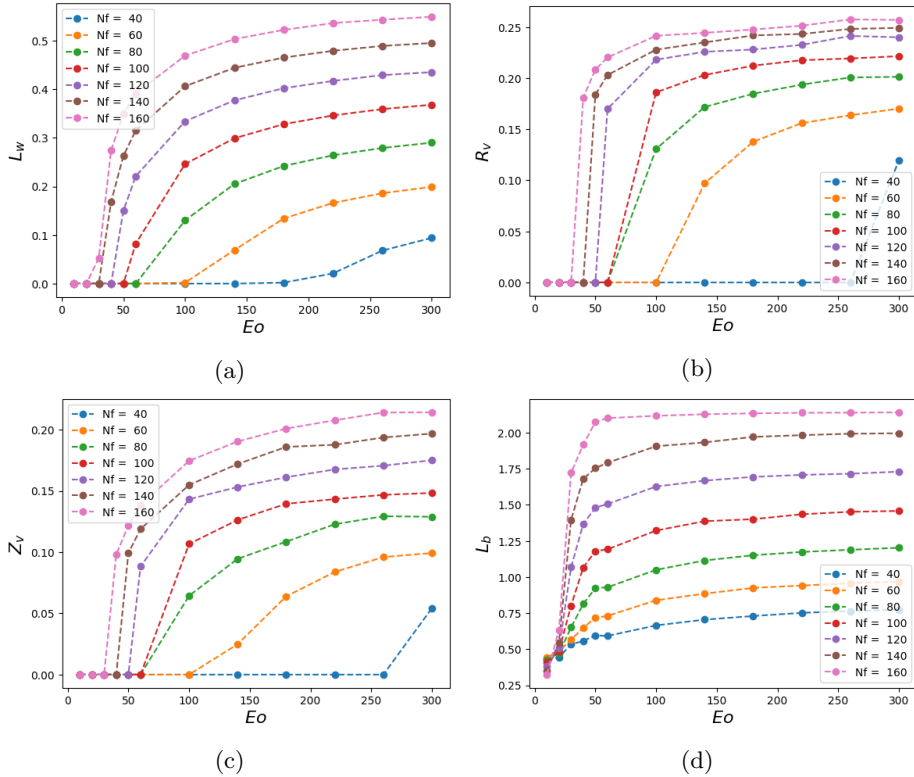 Nf = 40
Nf = 60
Nf = 80
Nf = 100
Nf = 120
Nf = 140
Nf = 160
0.5
0.4
0.3
0.2
0.1
0.0
L_w
0 50 100 150 200 250 300
Eo
(a)
0.25
0.20
0.15
0.10
0.05
0.00
R_v
Nf = 40
Nf = 60
Nf = 80
Nf = 100
Nf = 120
Nf = 140
Nf = 160
0 50 100 150 200 250 300
Eo
(b)
Nf = 40
Nf = 60
Nf = 80
Nf = 100
Nf = 120
Nf = 140
Nf = 160
0.20
0.15
0.10
0.05
0.00
Z_v
0 50 100 150 200 250 300
Eo
(c)
2.00
1.75
1.50
1.25
1.00
0.75
0.50
0.25
L_b
Nf = 40
Nf = 60
Nf = 80
Nf = 100
Nf = 120
Nf = 140
Nf = 160
0 50 100 150 200 250 300
Eo
(d)